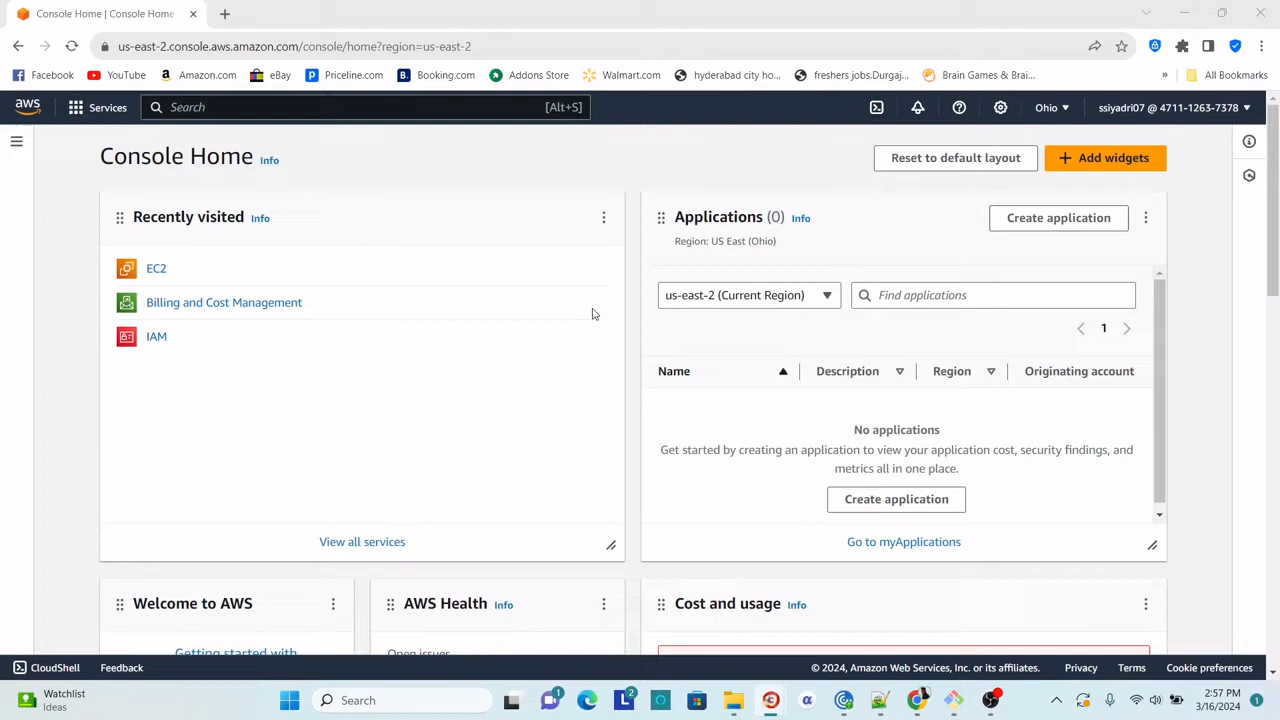 Console Home | Console Home
us-east-2.console.aws.amazon.com/console/home?region=us-east-2
Facebook YouTube Amazon.com eBay Priceline.com Booking.com Addons Store Walmart.com hyderabad city ho... freshers jobs.Durgaj... Brain Games & Brai... » All Bookmarks
aws Services Search [Alt+S] Ohio ssiyadri07 @ 4711-1263-7378
Console Home Info Reset to default layout + Add widgets
Recently visited Info
EC2
Billing and Cost Management
IAM
View all services
Applications (0) Info Create application
Region: US East (Ohio)
us-east-2 (Current Region) Find applications
1
Name Description Region Originating account
No applications
Get started by creating an application to view your application cost, security findings, and
metrics all in one place.
Create application
Go to myApplications
Welcome to AWS
Getting started with
AWS Health Info
Open issues
Cost and usage Info
CloudShell Feedback © 2024, Amazon Web Services, Inc. or its affiliates. Privacy Terms Cookie preferences
Watchlist
Ideas
Search
1
2
2:57 PM
3/16/2024
1